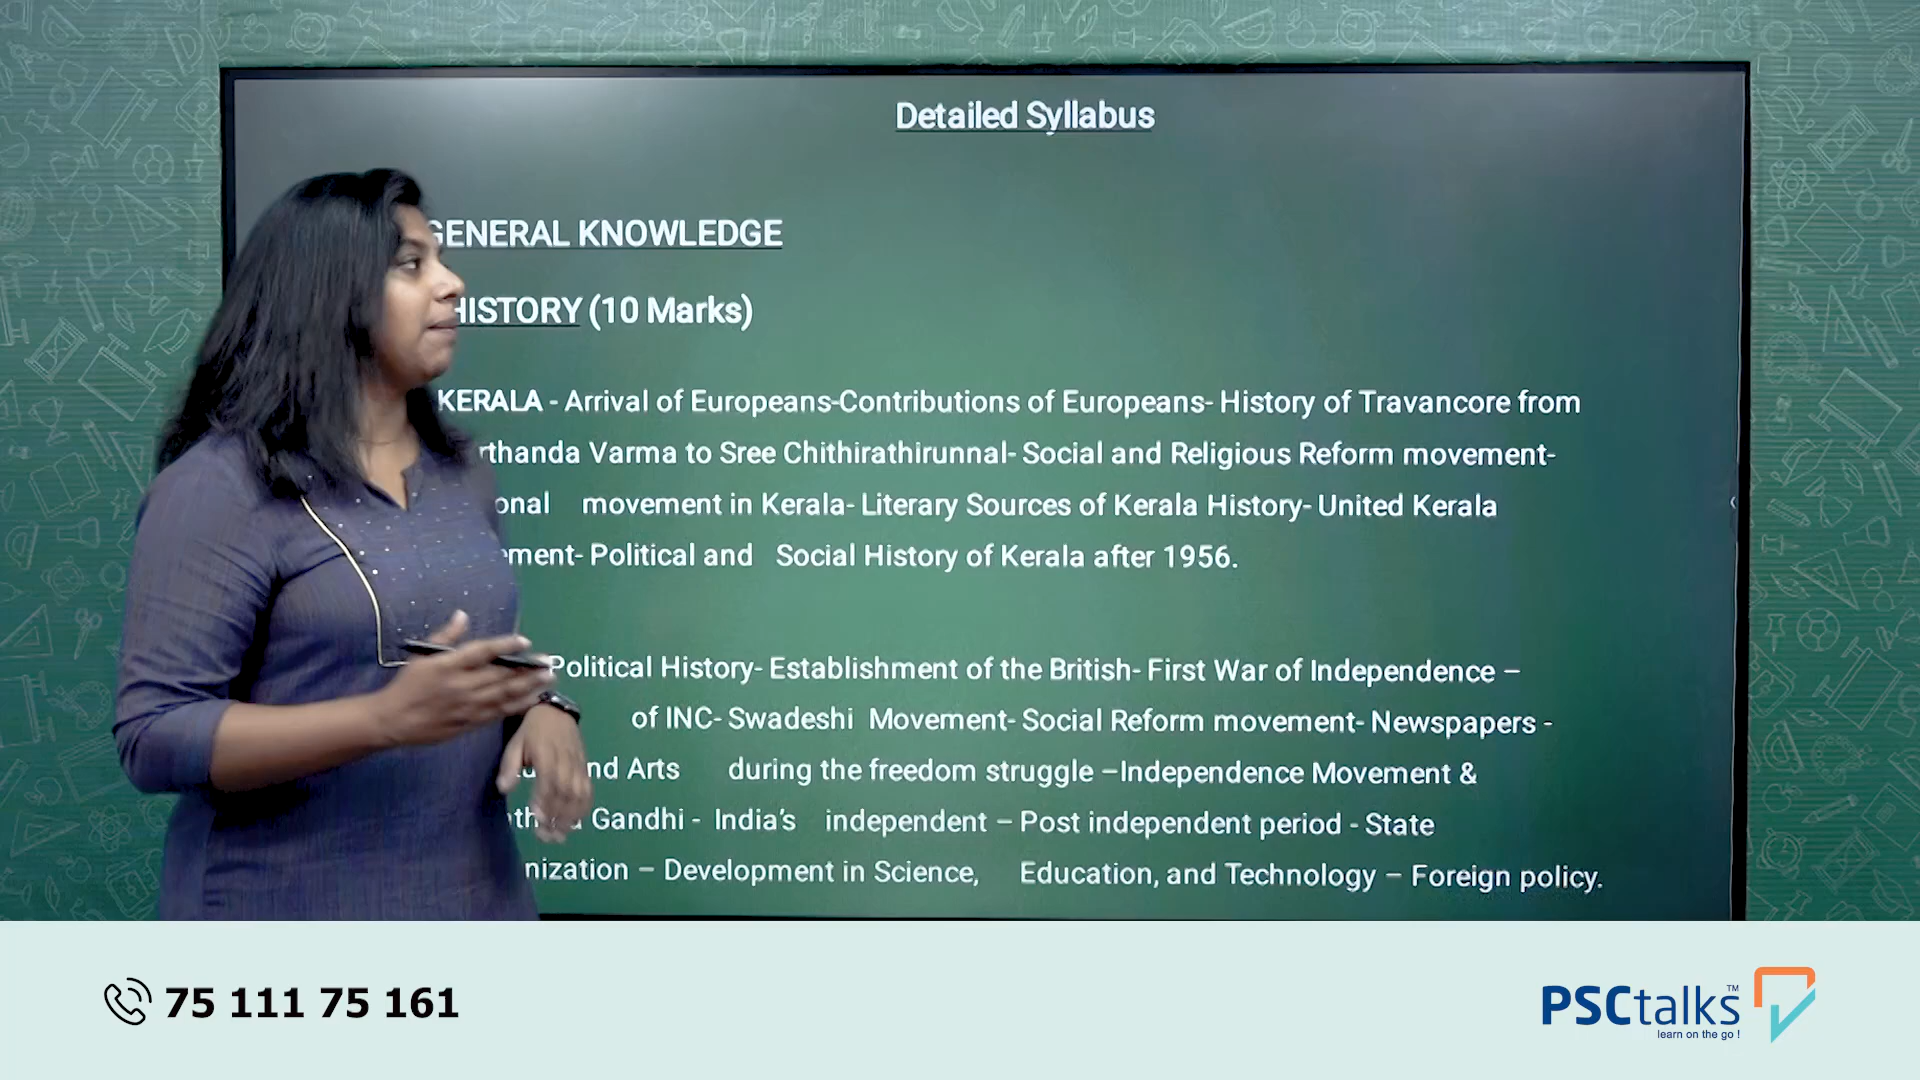 Detailed Syllabus
GENERAL KNOWLEDGE
HISTORY (10 Marks)
KERALA - Arrival of Europeans-Contributions of Europeans- History of Travancore from
rthanda Varma to Sree Chithirathirunnal- Social and Religious Reform movement-
onal movement in Kerala- Literary Sources of Kerala History- United Kerala
ment- Political and Social History of Kerala after 1956.
Political History- Establishment of the British- First War of Independence –
of INC- Swadeshi Movement- Social Reform movement- Newspapers -
nd Arts during the freedom struggle –Independence Movement &
Gandhi - India's independent – Post independent period - State
nization – Development in Science, Education, and Technology – Foreign policy.
75 111 75 161
PSCtalks™
learn on the go !